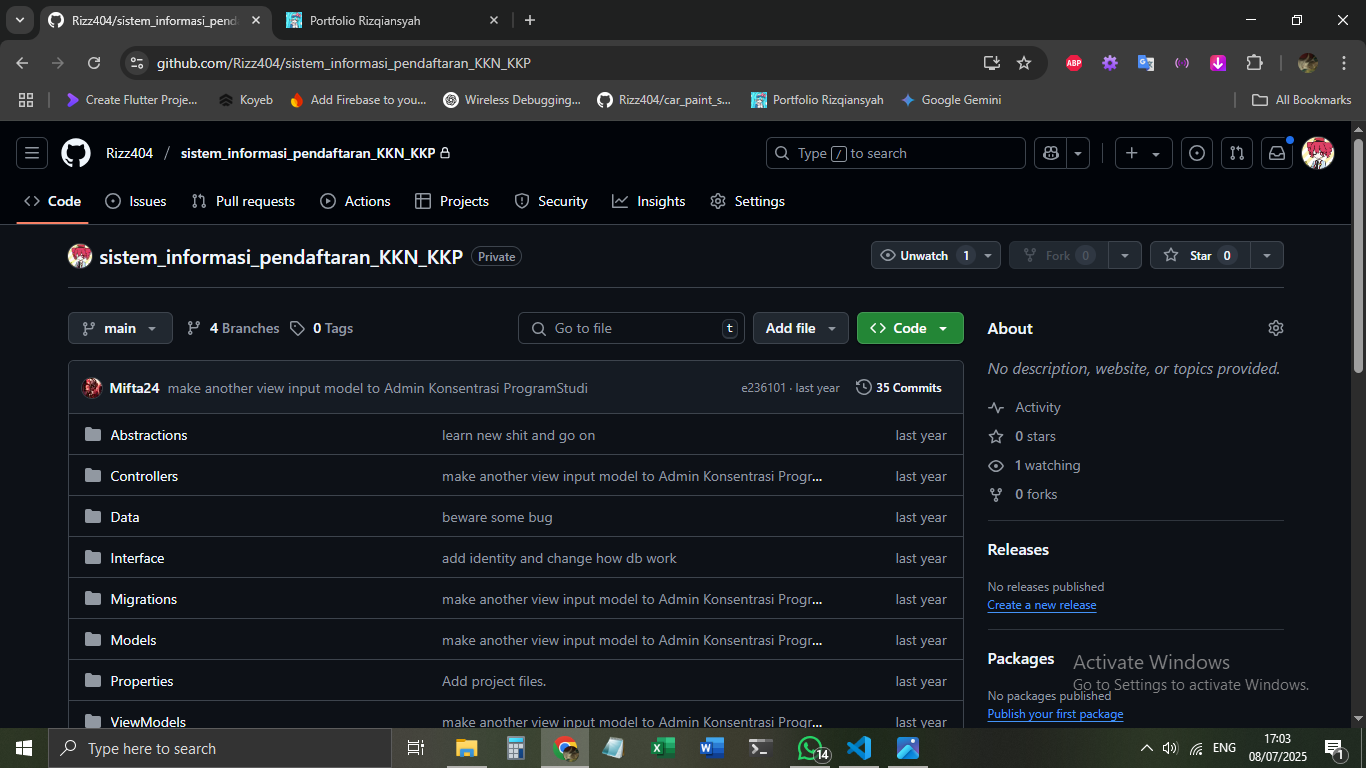 Rizz404/sistem_informasi_pend
Portfolio Rizqiansyah
github.com/Rizz404/sistem_informasi_pendaftaran_KKN_KKP
ABP
Create Flutter Proje...
Koyeb
Add Firebase to you...
Wireless Debugging...
Rizz404/car_paint_s...
Portfolio Rizqiansyah
Google Gemini
All Bookmarks
Rizz404 / sistem_informasi_pendaftaran_KKN_KKP
Type / to search
Code
Issues
Pull requests
Actions
Projects
Security
Insights
Settings
sistem_informasi_pendaftaran_KKN_KKP Private
Unwatch 1
Fork 0
Star 0
main
4 Branches
0 Tags
Go to file t
Add file
Code
Mifta24 make another view input model to Admin Konsentrasi ProgramStudi e236101 · last year 35 Commits
Abstractions learn new shit and go on last year
Controllers make another view input model to Admin Konsentrasi Progr... last year
Data beware some bug last year
Interface add identity and change how db work last year
Migrations make another view input model to Admin Konsentrasi Progr... last year
Models make another view input model to Admin Konsentrasi Progr... last year
Properties Add project files. last year
ViewModels make another view input model to Admin Konsentrasi Progr... last year
About
No description, website, or topics provided.
Activity
0 stars
1 watching
0 forks
Releases
No releases published
Create a new release
Packages
No packages published
Publish your first package
Activate Windows
Go to Settings to activate Windows.
Type here to search
14
ENG
17:03
08/07/2025
1